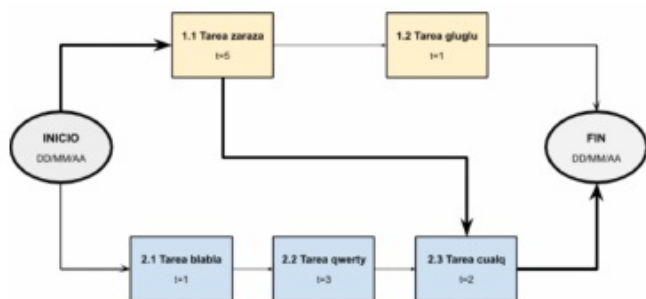 1.1 Tarea zaraza
t=5
1.2 Tarea gluglu
t=1
INICIO
DD/MM/AA
FIN
DD/MM/AA
2.1 Tarea blabla
t=1
2.2 Tarea qwerty
t=3
2.3 Tarea cualq
t=2